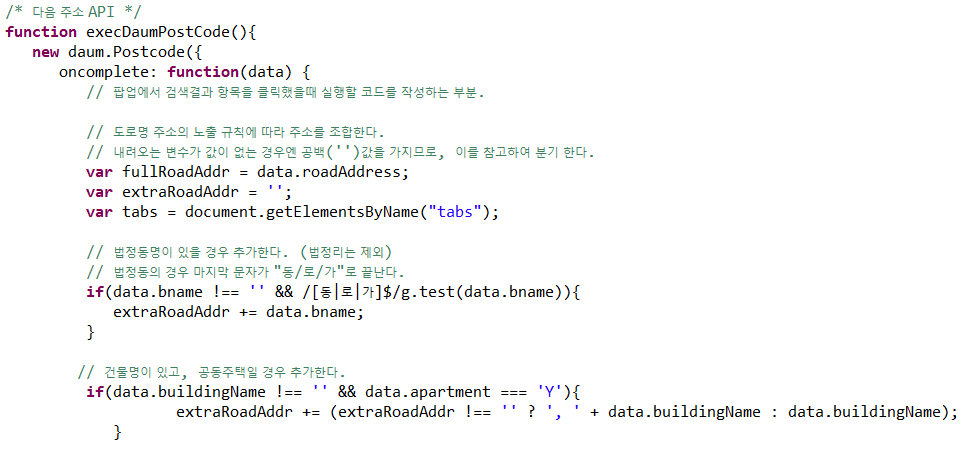 /* 다음 주소 API */
function execDaumPostCode(){
new daum.Postcode({
oncomplete: function(data) {
// 팝업에서 검색결과 항목을 클릭했을때 실행할 코드를 작성하는 부분.
// 도로명 주소의 노출 규칙에 따라 주소를 조합한다.
// 내려오는 변수가 값이 없는 경우엔 공백('')값을 가지므로, 이를 참고하여 분기 한다.
var fullRoadAddr = data.roadAddress;
var extraRoadAddr = '';
var tabs = document.getElementsByName("tabs");
// 법정동명이 있을 경우 추가한다. (법정리는 제외)
// 법정동의 경우 마지막 문자가 "동/로/가"로 끝난다.
if(data.bname !== '' && /[동|로|가]$/g.test(data.bname)){
extraRoadAddr += data.bname;
}
// 건물명이 있고, 공동주택일 경우 추가한다.
if(data.buildingName !== '' && data.apartment === 'Y'){
extraRoadAddr += (extraRoadAddr !== '' ? ', ' + data.buildingName : data.buildingName);
}